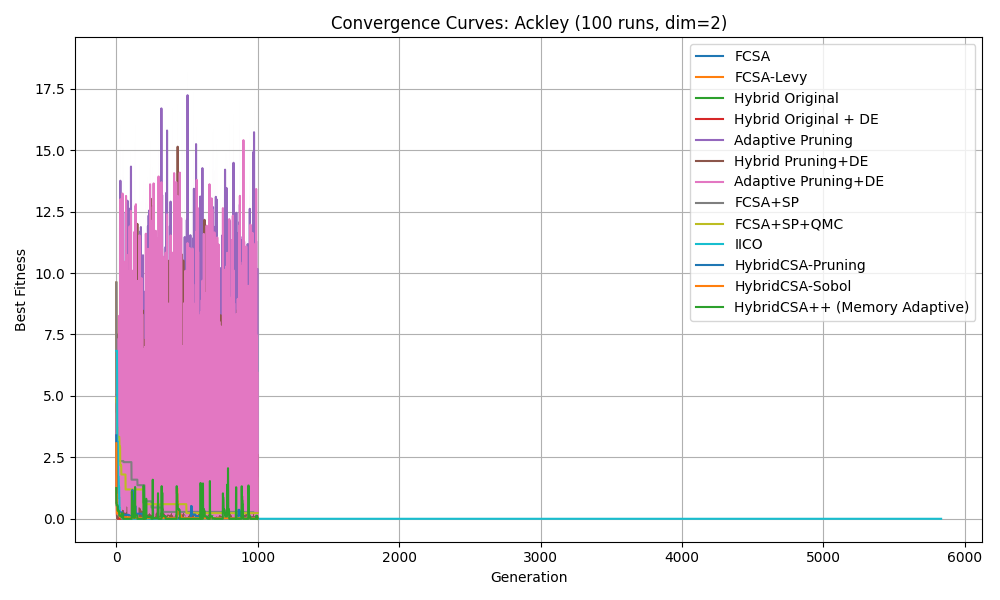 Convergence Curves: Ackley (100 runs, dim=2)
Best Fitness
17.5
15.0
12.5
10.0
7.5
5.0
2.5
0.0
FCSA
FCSA-Levy
Hybrid Original
Hybrid Original + DE
Adaptive Pruning
Hybrid Pruning+DE
Adaptive Pruning+DE
FCSA+SP
FCSA+SP+QMC
IICO
HybridCSA-Pruning
HybridCSA-Sobol
HybridCSA++ (Memory Adaptive)
0 1000 2000 3000 4000 5000 6000
Generation